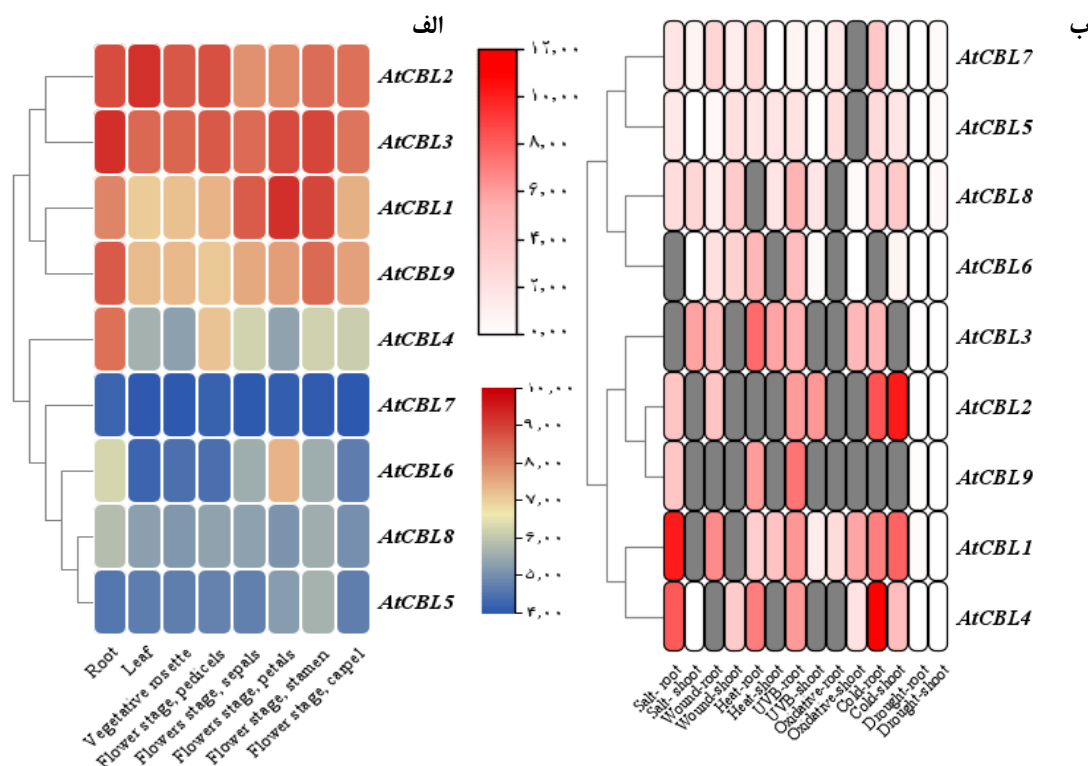 الف
AtCBL2
AtCBL3
AtCBL1
AtCBL9
AtCBL4
AtCBL7
AtCBL6
AtCBL8
AtCBL5
Root
Leaf
Vegetative rosette
Flower stage, pedicels
Flowers stage, sepals
Flowers stage, petals
Flower stage, stamen
Flower stage, carpel
۱۲,۰۰
۱۰,۰۰
۸,۰۰
۶,۰۰
۴,۰۰
۲,۰۰
۰,۰۰
۱۰,۰۰
۹,۰۰
۸,۰۰
۷,۰۰
۶,۰۰
۵,۰۰
۴,۰۰
ب
AtCBL7
AtCBL5
AtCBL8
AtCBL6
AtCBL3
AtCBL2
AtCBL9
AtCBL1
AtCBL4
Salt- root
Salt- shoot
Wound-root
Wound-shoot
Heat-root
Heat-shoot
UVB-root
UVB-shoot
Oxidative-root
Oxidative-shoot
Cold-root
Cold-shoot
Drought-root
Drought-shoot